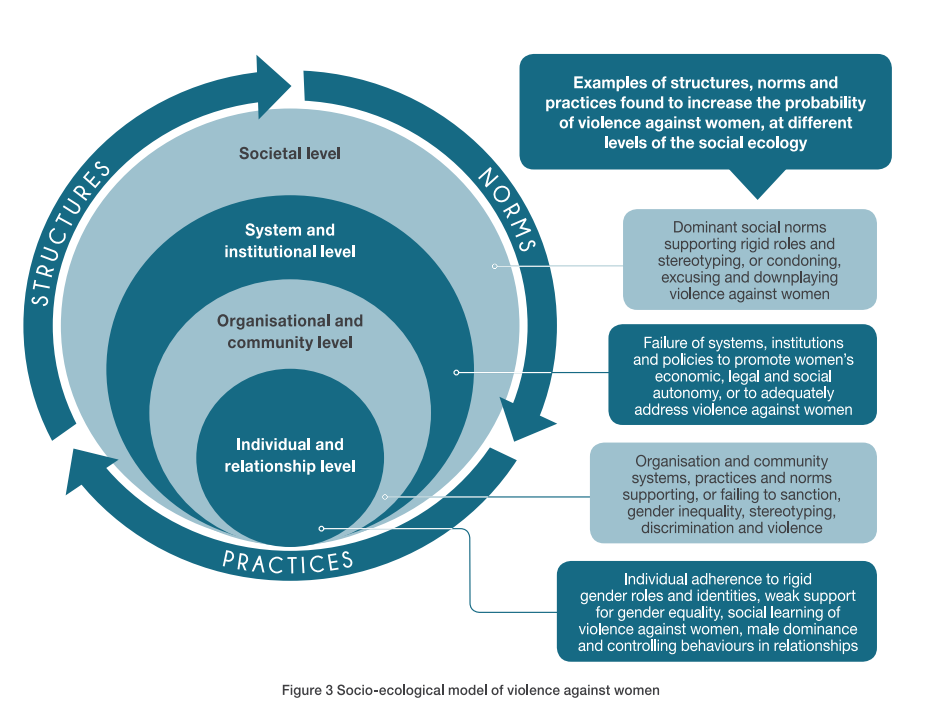 Examples of structures, norms and
practices found to increase the probability
of violence against women, at different
levels of the social ecology
Societal level
System and
institutional level
Organisational and
community level
Individual and
relationship level
STRUCTURES
NORMS
PRACTICES
Dominant social norms
supporting rigid roles and
stereotyping, or condoning,
excusing and downplaying
violence against women
Failure of systems, institutions
and policies to promote women's
economic, legal and social
autonomy, or to adequately
address violence against women
Organisation and community
systems, practices and norms
supporting, or failing to sanction,
gender inequality, stereotyping,
discrimination and violence
Individual adherence to rigid
gender roles and identities, weak support
for gender equality, social learning of
violence against women, male dominance
and controlling behaviours in relationships
Figure 3 Socio-ecological model of violence against women